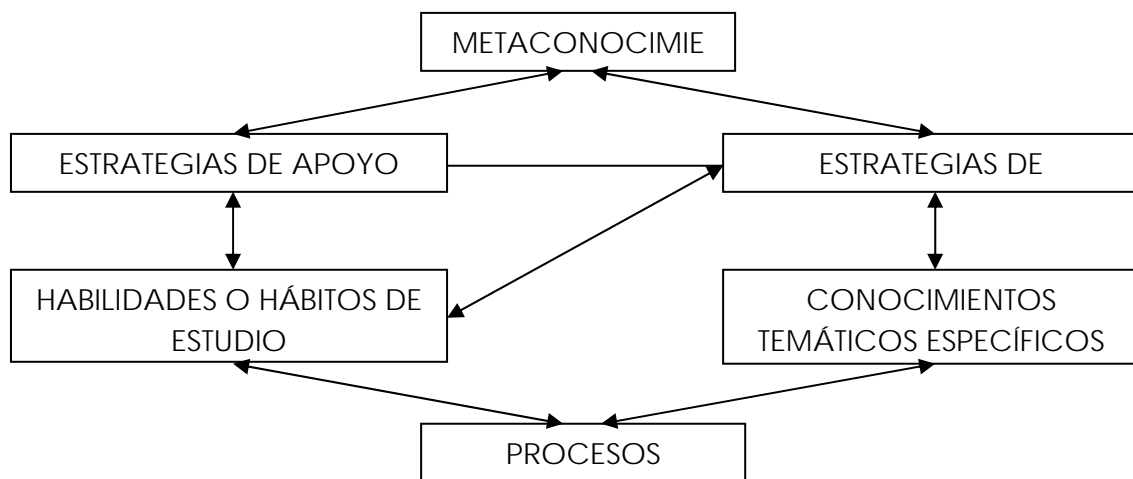 METACONOCIMIE
ESTRATEGIAS DE APOYO
ESTRATEGIAS DE
HABILIDADES O HÁBITOS DE
ESTUDIO
CONOCIMIENTOS
TEMÁTICOS ESPECÍFICOS
PROCESOS